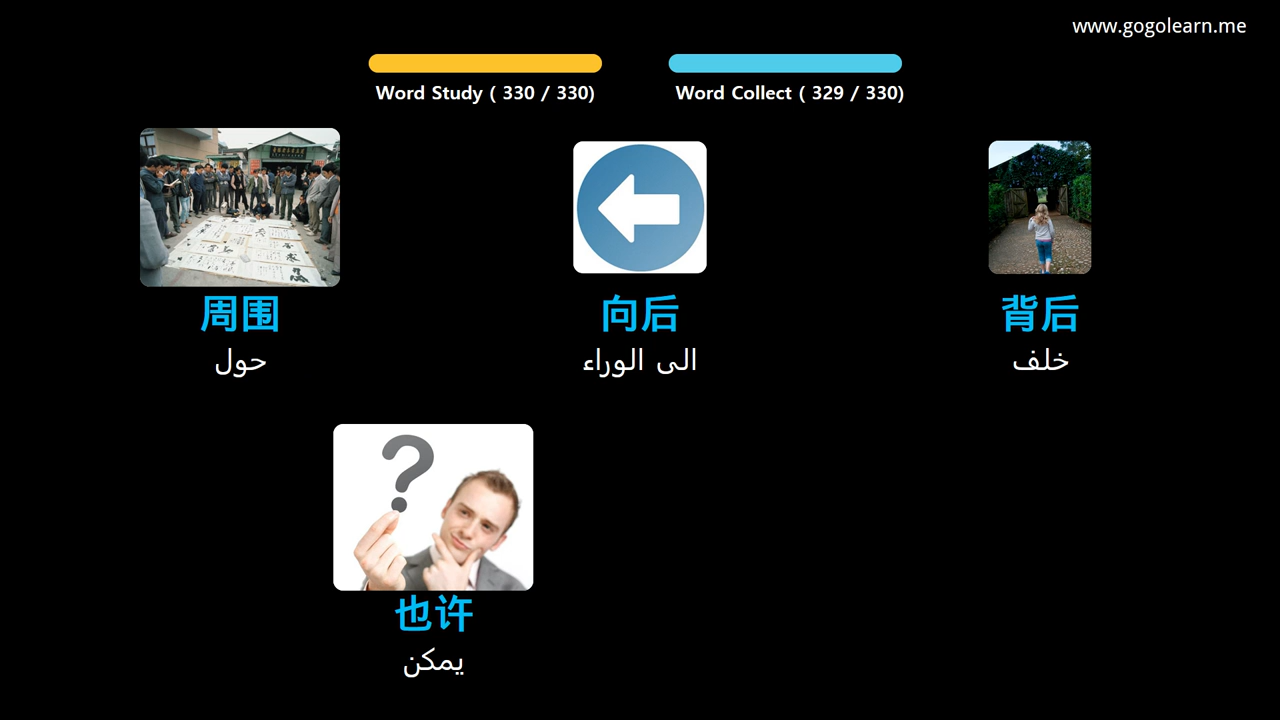 www.gogolearn.me
Word Study ( 330 / 330)
Word Collect ( 329 / 330)
周围
حول
向后
الى الوراء
背后
خلف
也许
يمكن